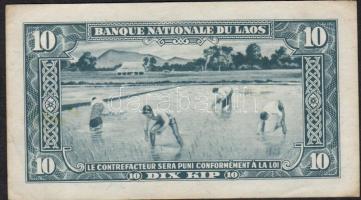 BANQUE NATIONALE DU LAOS
10 10
darabanth
LE CONTREFACTEUR SERA PUNI CONFORMÉMENT À LA LOI
10 10
10 DIX KIP 10